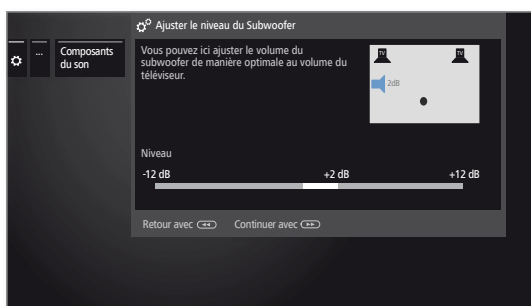 Ajuster le niveau du Subwoofer
...
Composants
du son
Vous pouvez ici ajuster le volume du
subwoofer de manière optimale au volume du
téléviseur.
TV
TV
2dB
Niveau
-12 dB
+2 dB
+12 dB
Retour avec
Continuer avec